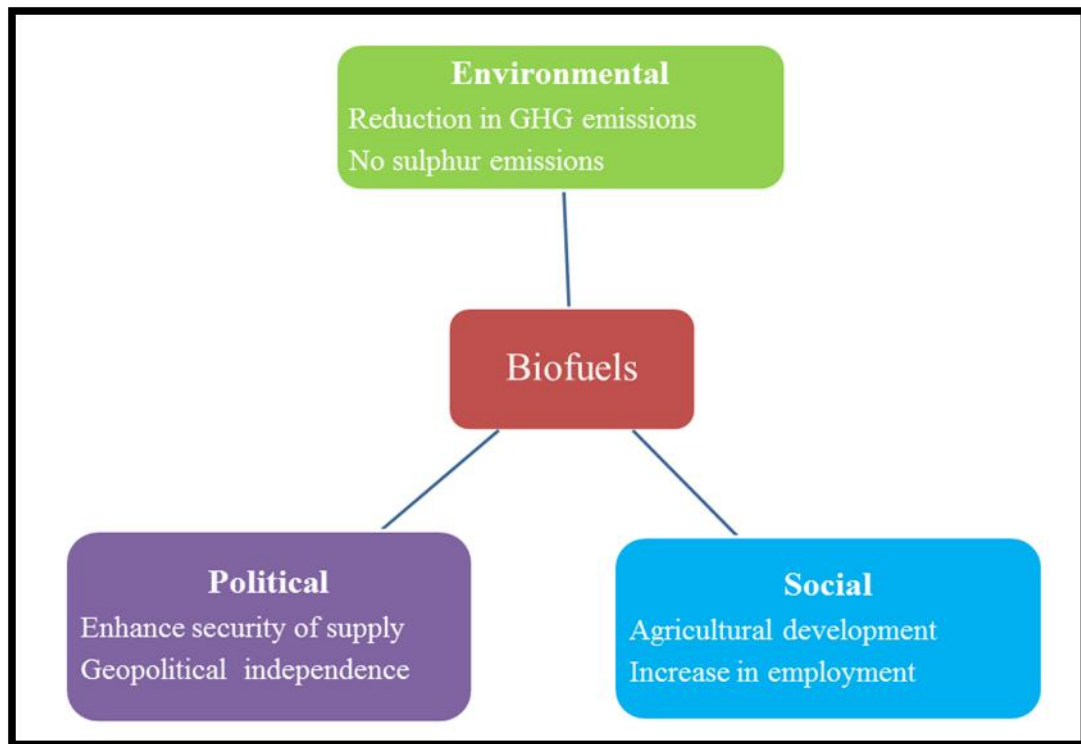 Environmental
Reduction in GHG emissions
No sulphur emissions
Biofuels
Political
Enhance security of supply
Geopolitical independence
Social
Agricultural development
Increase in employment